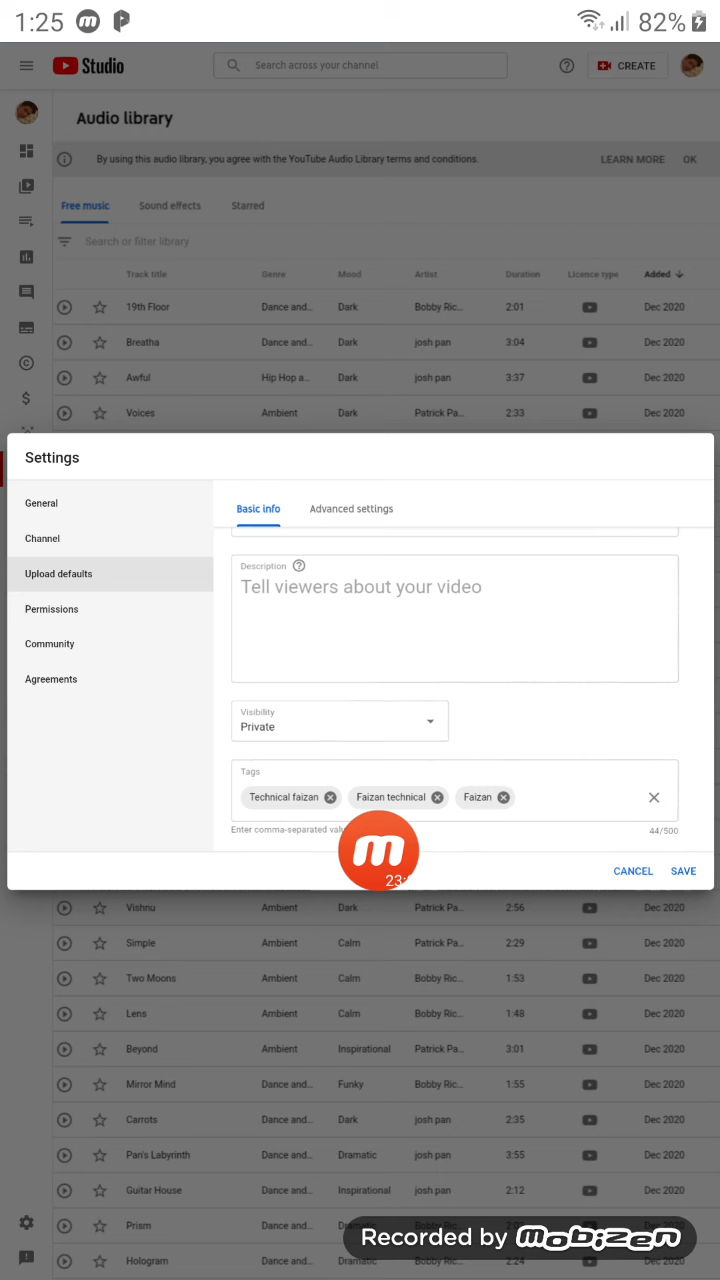 1:25 82%
Studio Search across your channel CREATE
Audio library
By using this audio library, you agree with the YouTube Audio Library terms and conditions. LEARN MORE OK
Free music Sound effects Starred
Search or filter library
Track title Genre Mood Artist Duration Licence type Added
19th Floor Dance and... Dark Bobby Ric... 2:01 Dec 2020
Breatha Dance and... Dark josh pan 3:04 Dec 2020
Awful Hip Hop a... Dark josh pan 3:37 Dec 2020
Voices Ambient Dark Patrick Pa... 2:33 Dec 2020
Settings
General
Channel
Upload defaults
Permissions
Community
Agreements
Basic info Advanced settings
Description
Tell viewers about your video
Visibility
Private
Tags
Technical faizan Faizan technical Faizan
Enter comma-separated 44/500
m
CANCEL SAVE
Vishnu Ambient Dark Patrick Pa... 2:56 Dec 2020
Simple Ambient Calm Patrick Pa... 2:29 Dec 2020
Two Moons Ambient Calm Bobby Ric... 1:53 Dec 2020
Lens Ambient Calm Bobby Ric... 1:48 Dec 2020
Beyond Ambient Inspirational Patrick Pa... 3:01 Dec 2020
Mirror Mind Dance and... Funky Bobby Ric... 1:55 Dec 2020
Carrots Dance and... Dark josh pan 2:35 Dec 2020
Pan's Labyrinth Dance and... Dramatic josh pan 3:55 Dec 2020
Guitar House Dance and... Inspirational josh pan 2:12 Dec 2020
Prism Dance and...
Hologram Dance and... Dramatic Bobby Ric... 2:24 Dec 2020
Recorded by mobizen